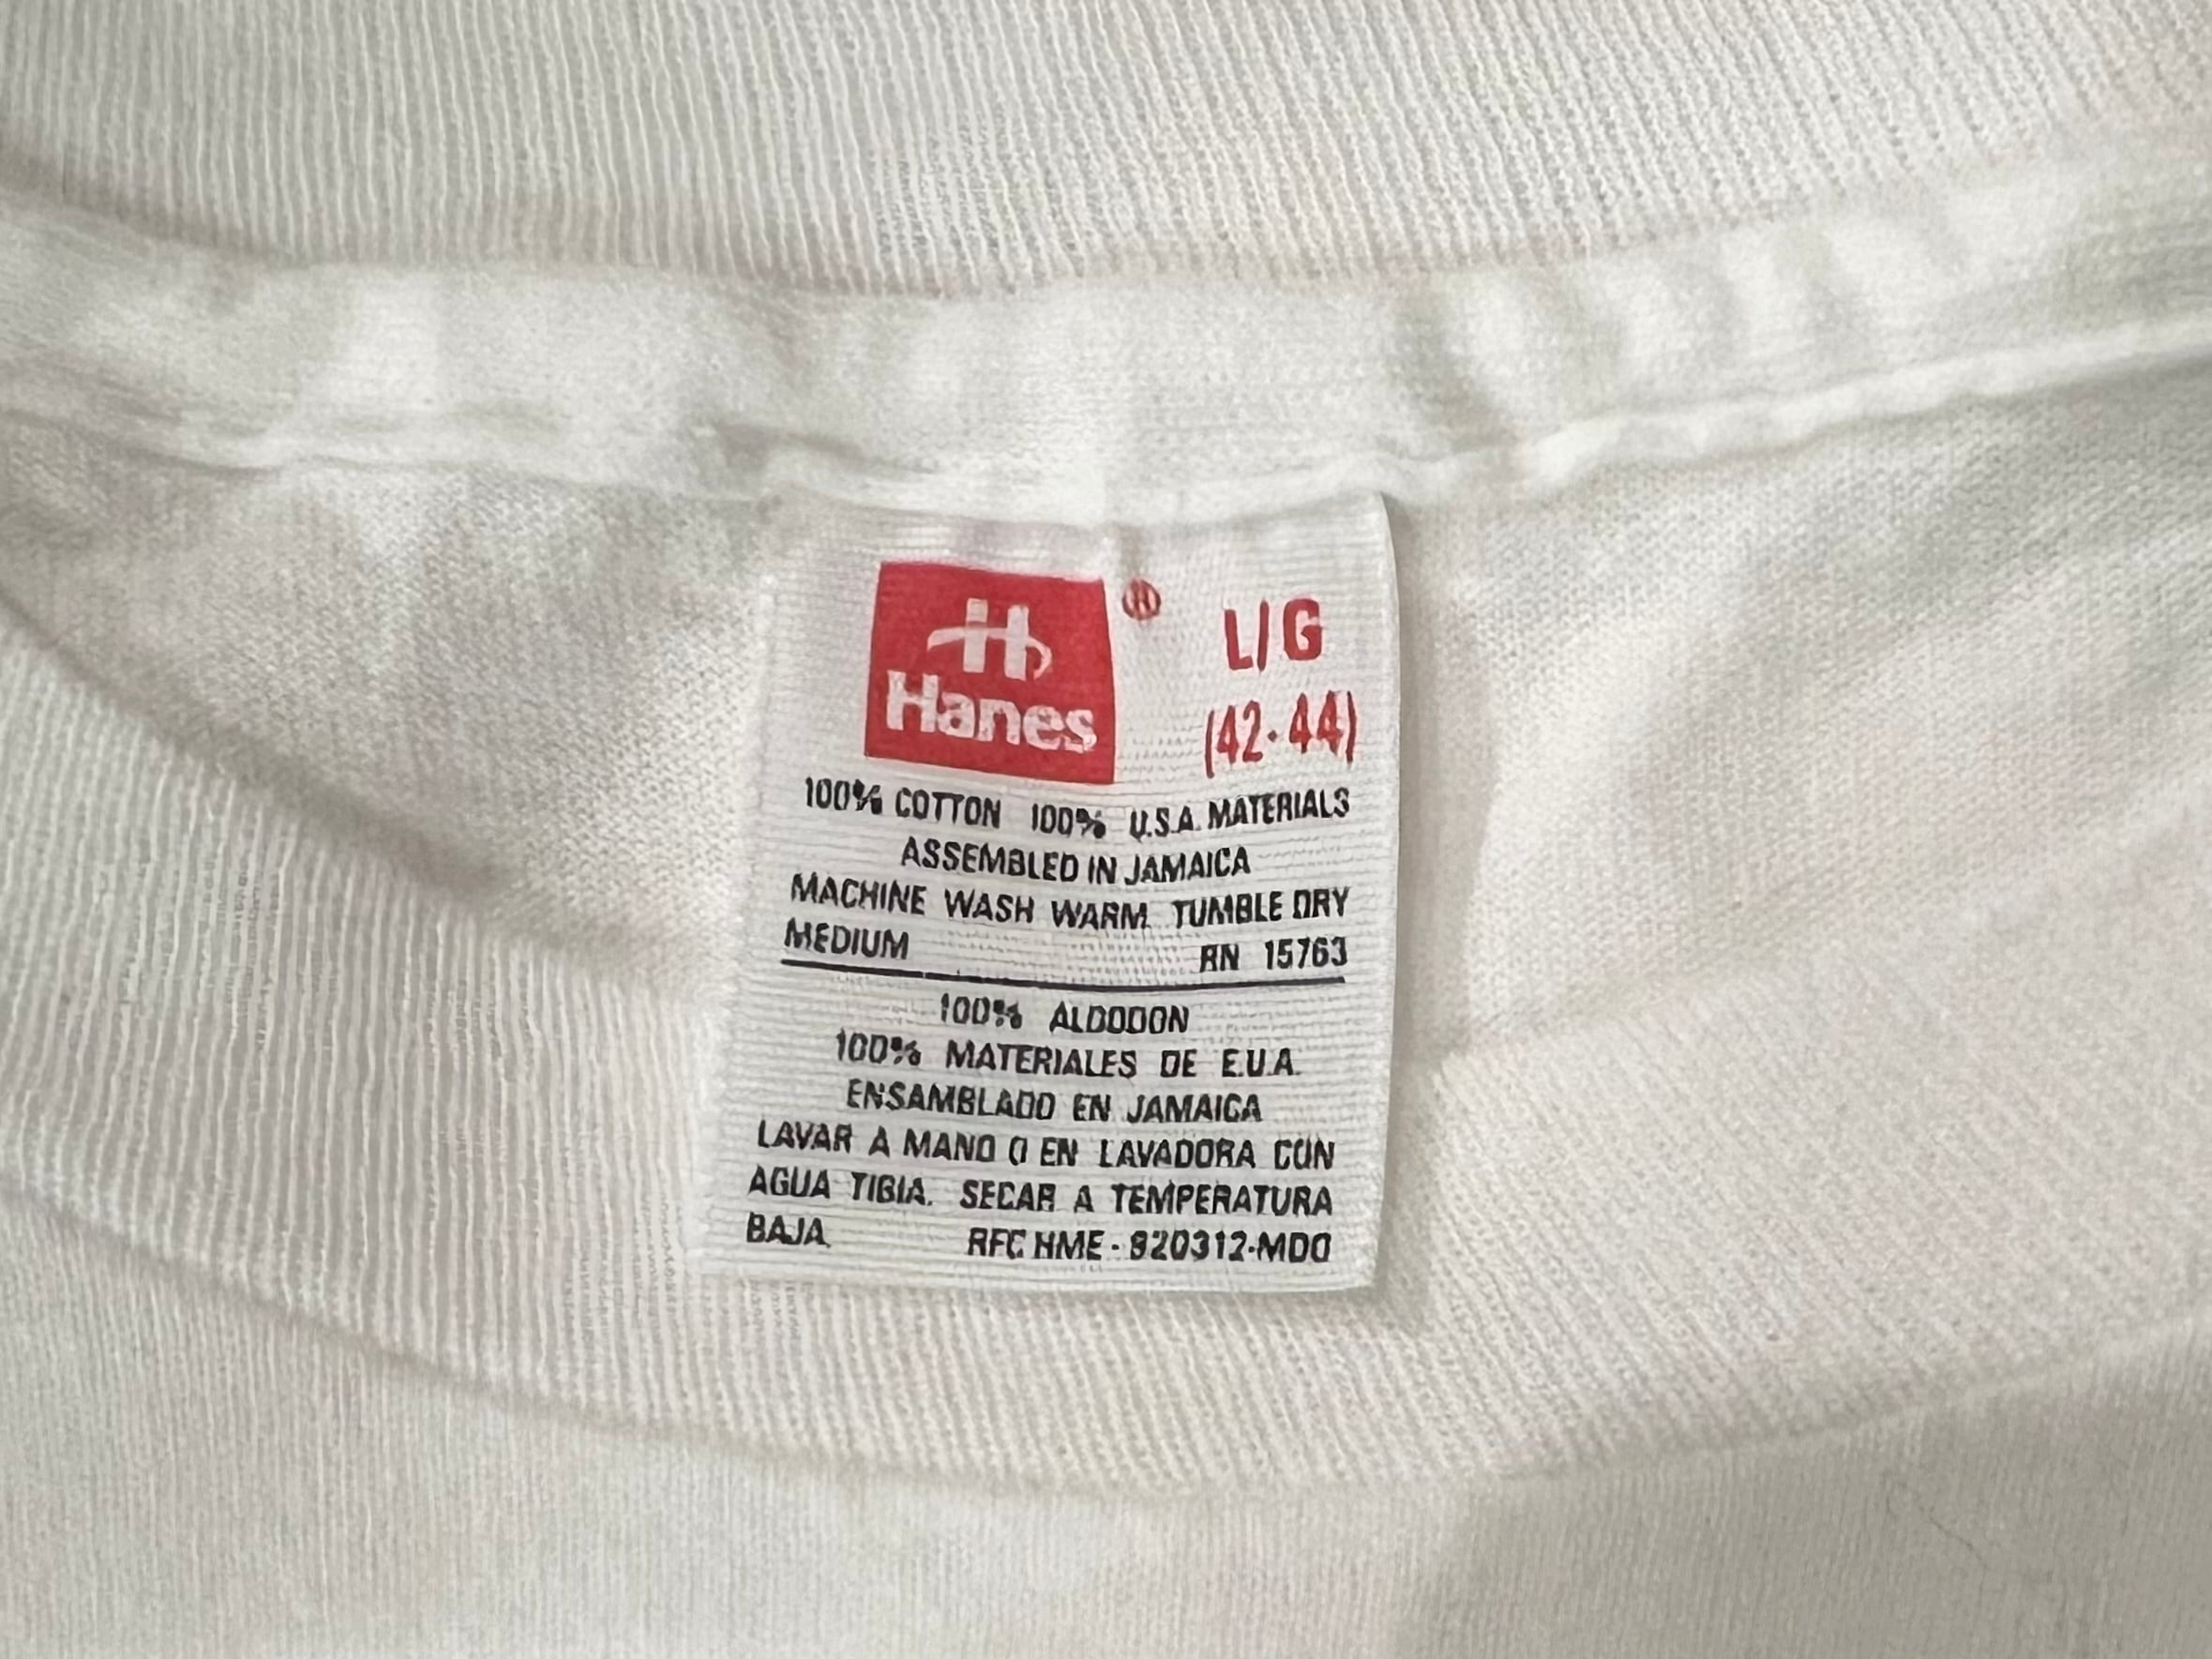 Hanes ®
L/G
(42-44)
100% COTTON 100% U.S.A. MATERIALS
ASSEMBLED IN JAMAICA
MACHINE WASH WARM. TUMBLE DRY
MEDIUM RN 15763
100% ALGODON
100% MATERIALES DE E.U.A.
ENSAMBLADO EN JAMAICA
LAVAR A MANO O EN LAVADORA CON
AGUA TIBIA. SECAR A TEMPERATURA
BAJA. RFC HME-920312-MD0